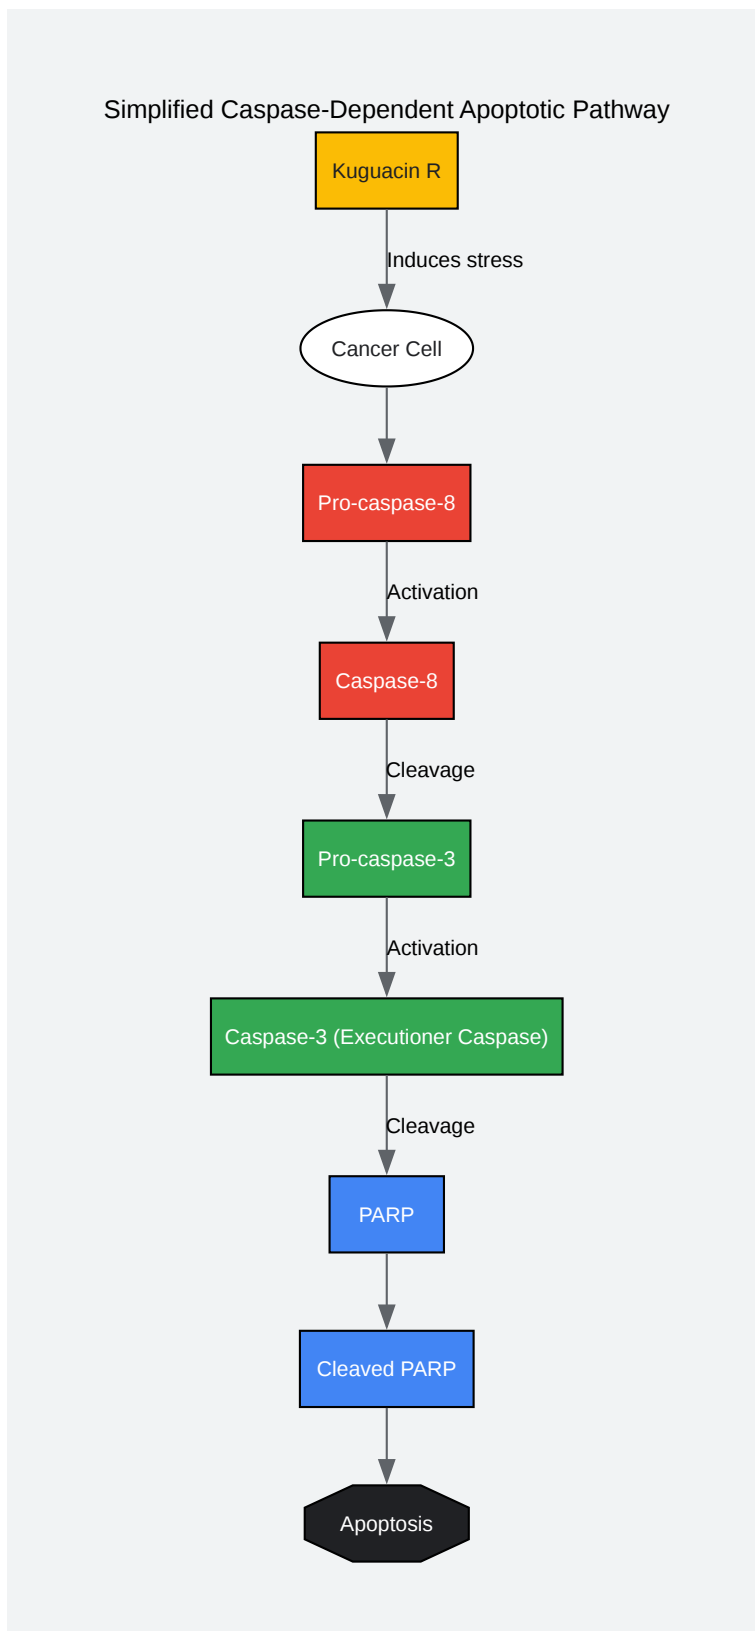 Simplified Caspase-Dependent Apoptotic Pathway
Kuguacin R
Induces stress
Cancer Cell
Pro-caspase-8
Activation
Caspase-8
Cleavage
Pro-caspase-3
Activation
Caspase-3 (Executioner Caspase)
Cleavage
PARP
Cleaved PARP
Apoptosis